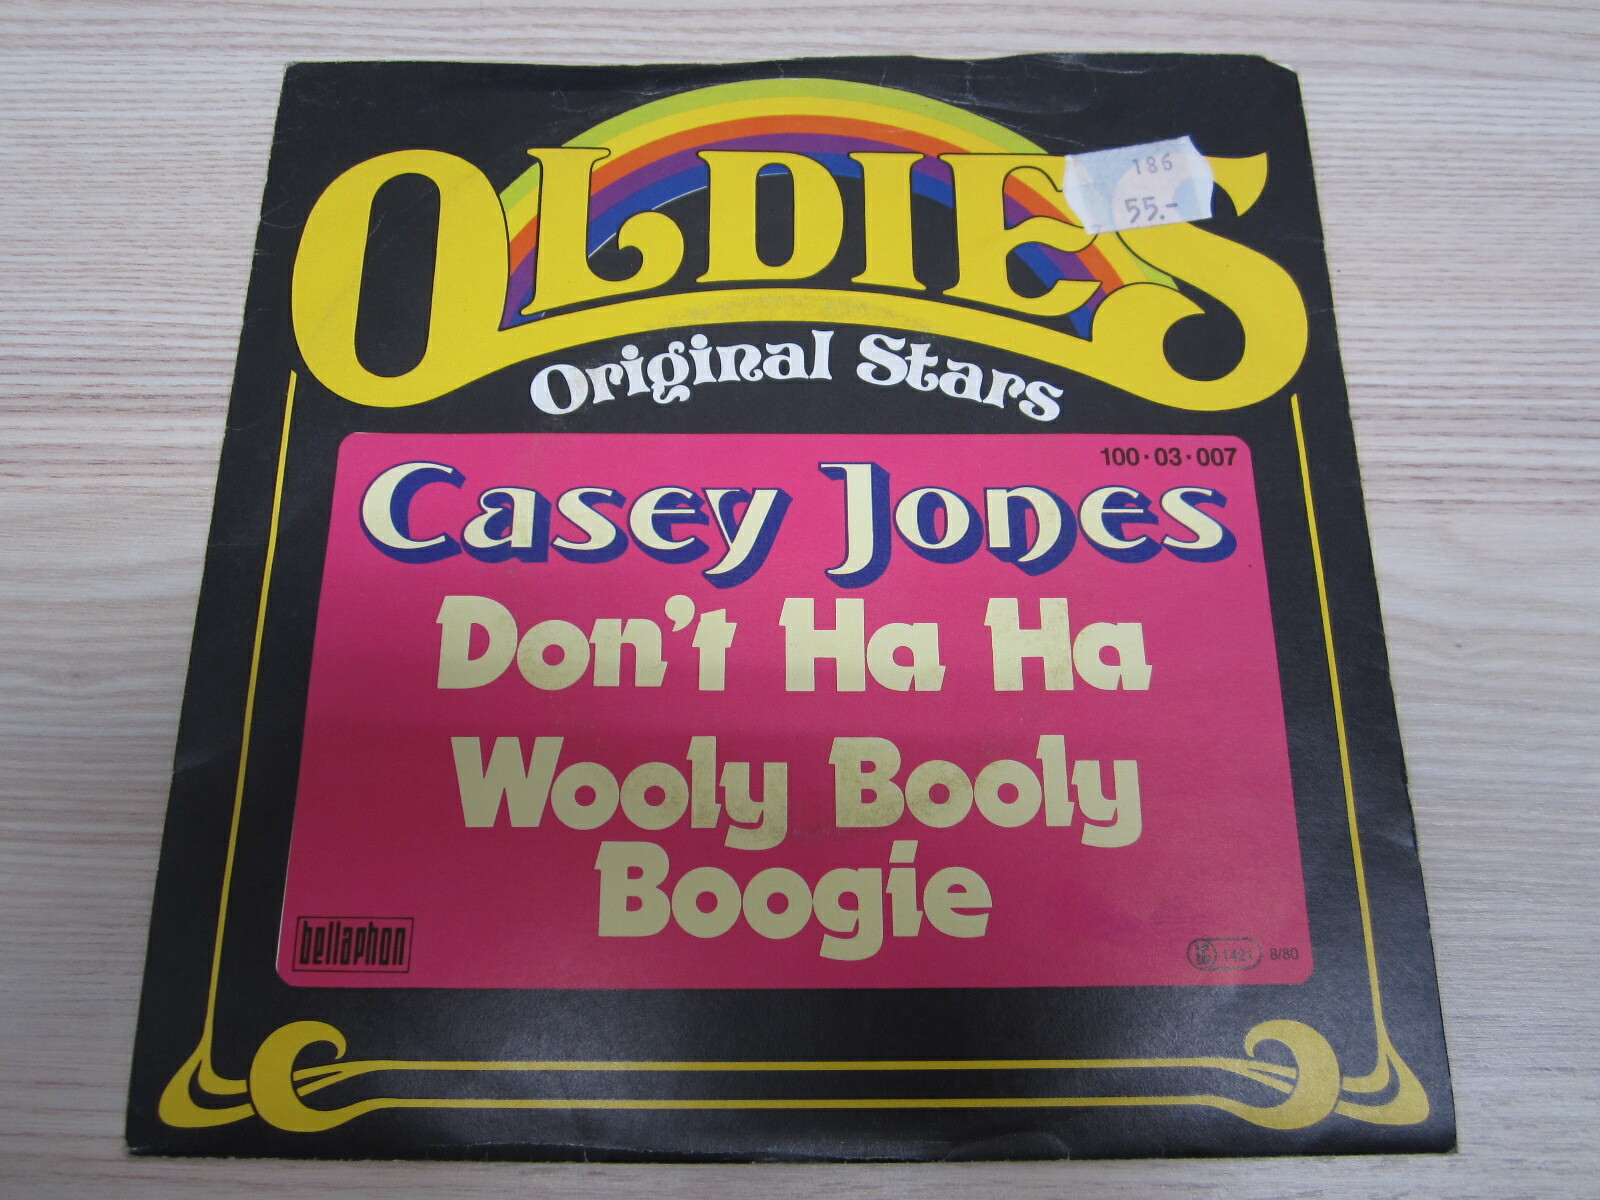 OLDIES
186
55.-
Original Stars
100·03·007
Casey Jones
Don't Ha Ha
Wooly Booly
Boogie
bellaphon
LC 1421 8/80